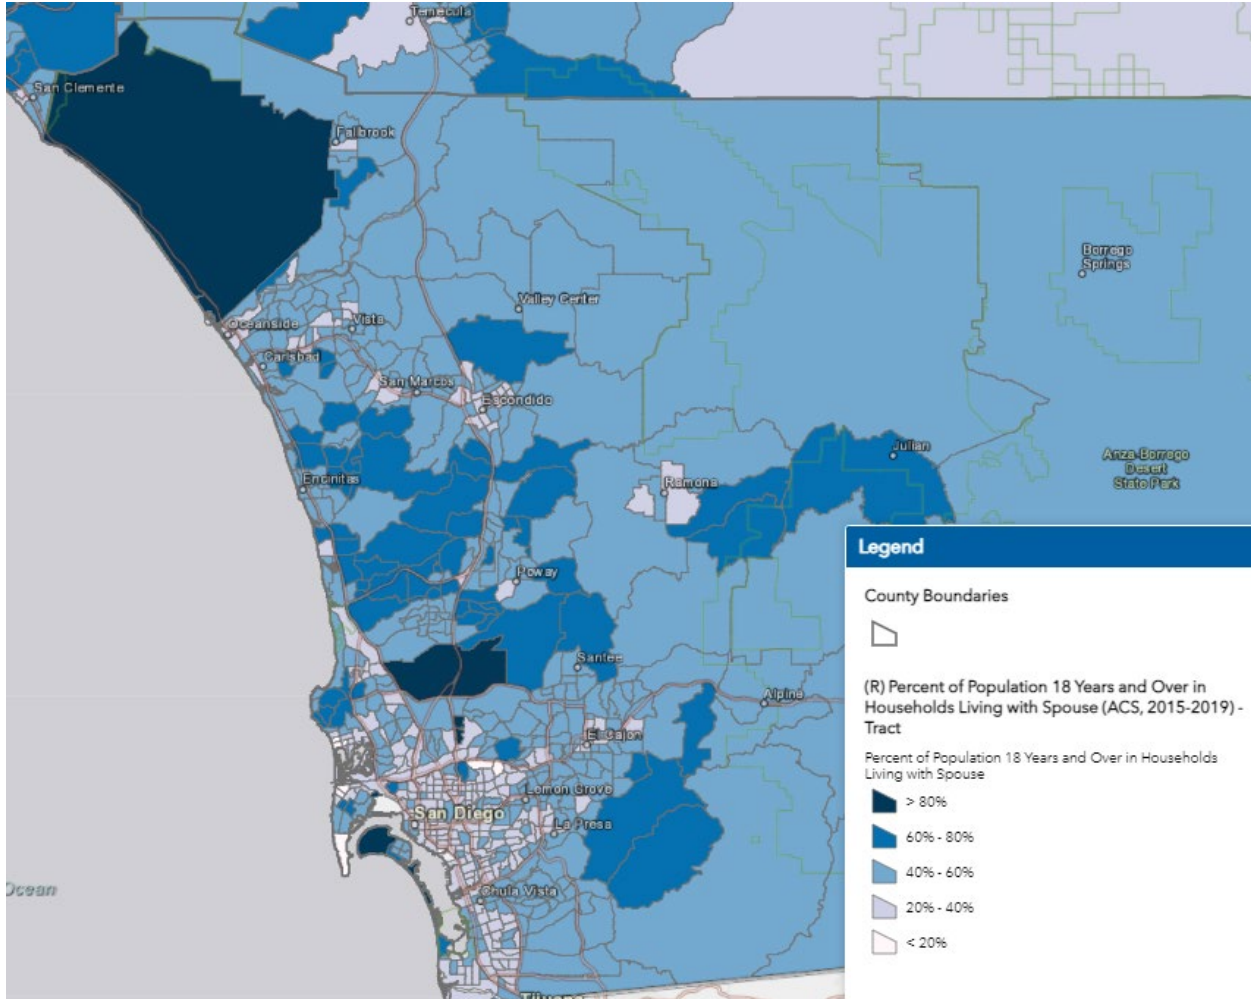 Temecula
San Clemente
Fallbrook
Borrego
Springs
Valley Center
Oceanside
Vista
Carlsbad
San Marcos
Escondido
Julian
Anza-Borrego
Desert
State Park
Encinitas
Ramona
Poway
Santee
Alpine
El Cajon
Lemon Grove
San Diego
La Presa
Ocean
Chula Vista
Tijuana
Legend
County Boundaries
(R) Percent of Population 18 Years and Over in
Households Living with Spouse (ACS, 2015-2019) -
Tract
Percent of Population 18 Years and Over in Households
Living with Spouse
> 80%
60% - 80%
40% - 60%
20% - 40%
< 20%